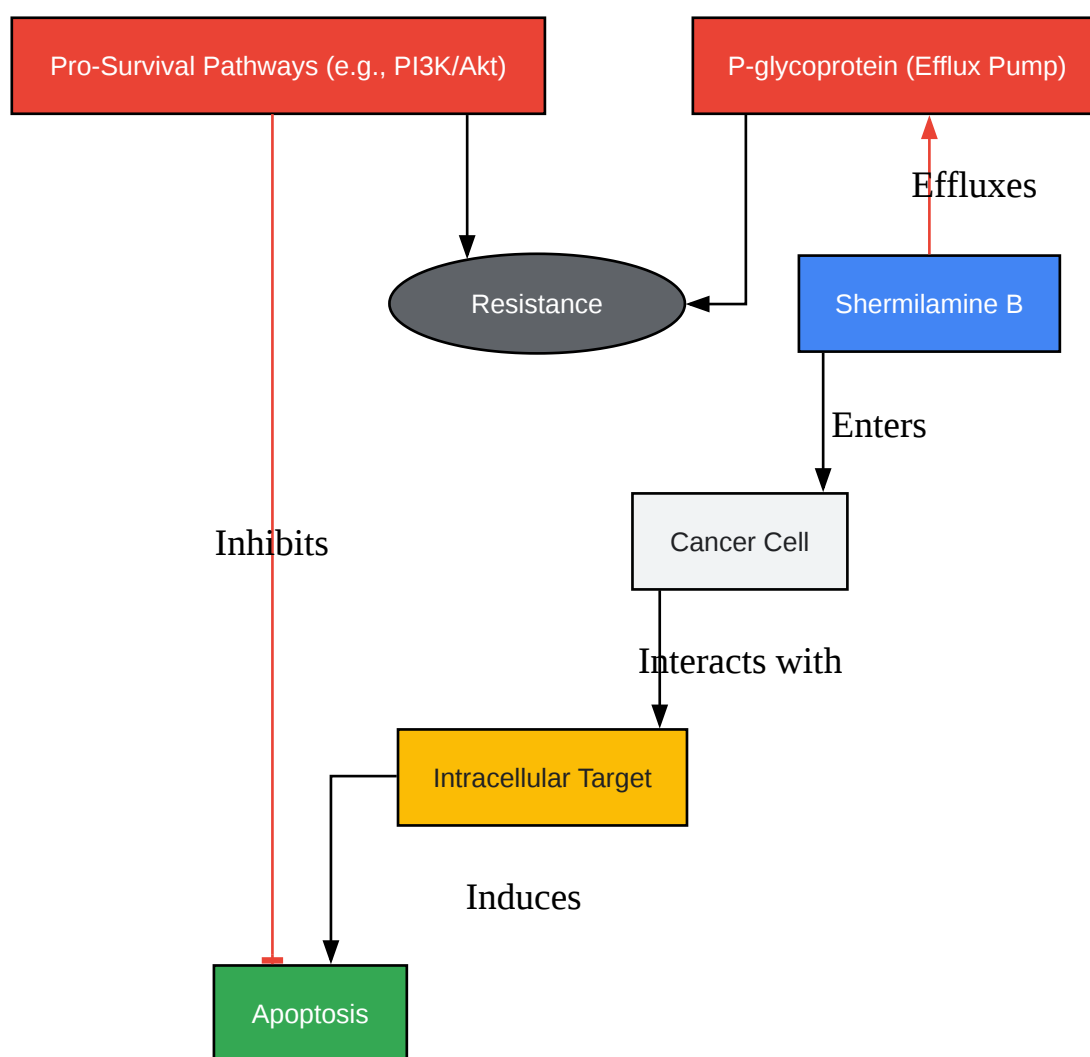 Pro-Survival Pathways (e.g., PI3K/Akt)
P-glycoprotein (Efflux Pump)
Effluxes
Resistance
Shermilamine B
Enters
Inhibits
Cancer Cell
Interacts with
Intracellular Target
Induces
Apoptosis